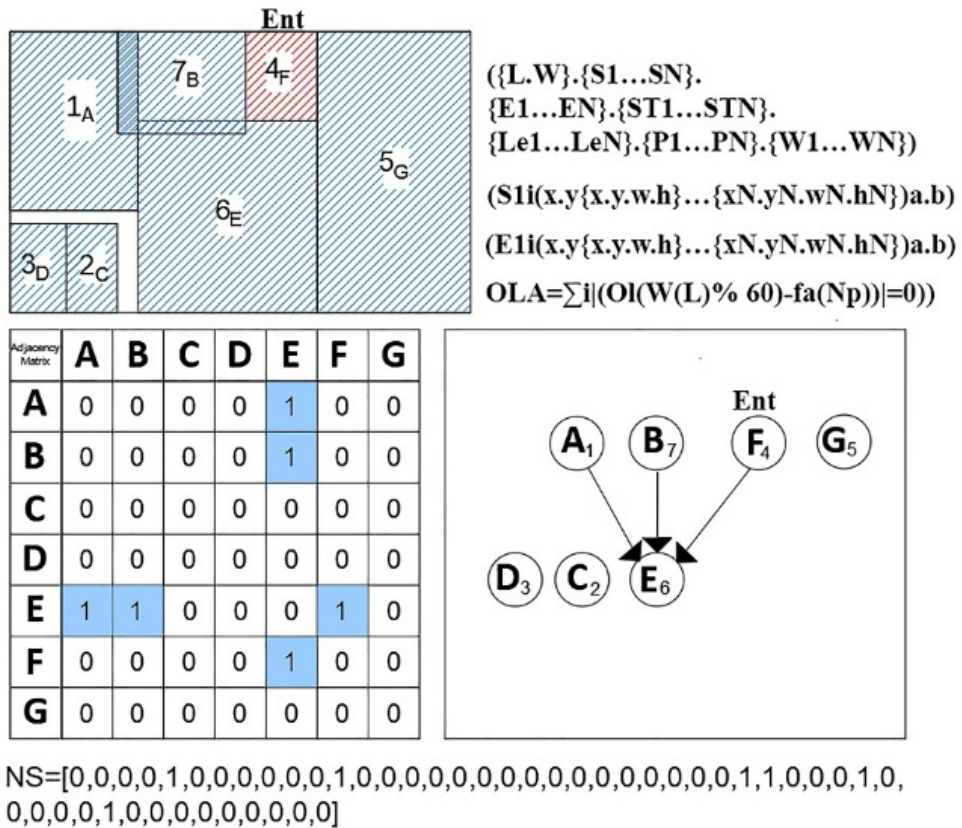 Ent
1A
7B
4F
5G
6E
3D
2C
({L.W}.{S1...SN}.
{E1...EN}.{ST1...STN}.
{Le1...LeN}.{P1...PN}.{W1...WN})
(S1i(x.y{x.y.w.h}...{xN.yN.wN.hN})a.b)
(E1i(x.y{x.y.w.h}...{xN.yN.wN.hN})a.b)
OLA=∑i|(Ol(W(L)% 60)-fa(Np))|=0))
Adjacency Matrix A B C D E F G
A 0 0 0 0 1 0 0
B 0 0 0 0 1 0 0
C 0 0 0 0 0 0 0
D 0 0 0 0 0 0 0
E 1 1 0 0 0 1 0
F 0 0 0 0 1 0 0
G 0 0 0 0 0 0 0
Ent
A1 B7 F4 G5
D3 C2 E6
NS=[0,0,0,0,1,0,0,0,0,0,0,1,0,0,0,0,0,0,0,0,0,0,0,0,0,0,0,0,1,1,0,0,0,1,0,
0,0,0,0,1,0,0,0,0,0,0,0,0,0]